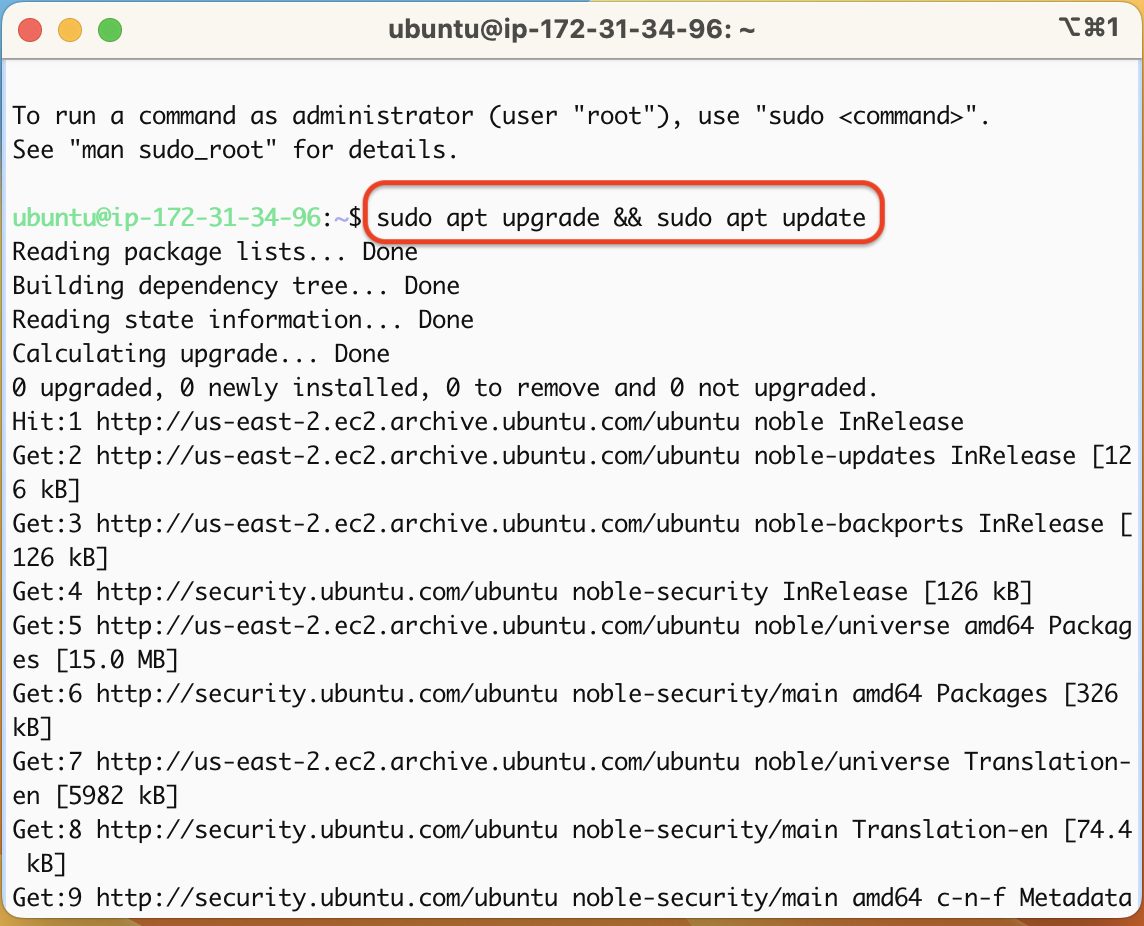 ubuntu@ip-172-31-34-96: ~
⌥⌘1
To run a command as administrator (user "root"), use "sudo <command>".
See "man sudo_root" for details.
ubuntu@ip-172-31-34-96:~$ sudo apt upgrade && sudo apt update
Reading package lists... Done
Building dependency tree... Done
Reading state information... Done
Calculating upgrade... Done
0 upgraded, 0 newly installed, 0 to remove and 0 not upgraded.
Hit:1 http://us-east-2.ec2.archive.ubuntu.com/ubuntu noble InRelease
Get:2 http://us-east-2.ec2.archive.ubuntu.com/ubuntu noble-updates InRelease [12
6 kB]
Get:3 http://us-east-2.ec2.archive.ubuntu.com/ubuntu noble-backports InRelease [
126 kB]
Get:4 http://security.ubuntu.com/ubuntu noble-security InRelease [126 kB]
Get:5 http://us-east-2.ec2.archive.ubuntu.com/ubuntu noble/universe amd64 Packag
es [15.0 MB]
Get:6 http://security.ubuntu.com/ubuntu noble-security/main amd64 Packages [326
kB]
Get:7 http://us-east-2.ec2.archive.ubuntu.com/ubuntu noble/universe Translation-
en [5982 kB]
Get:8 http://security.ubuntu.com/ubuntu noble-security/main Translation-en [74.4
 kB]
Get:9 http://security.ubuntu.com/ubuntu noble-security/main amd64 c-n-f Metadata